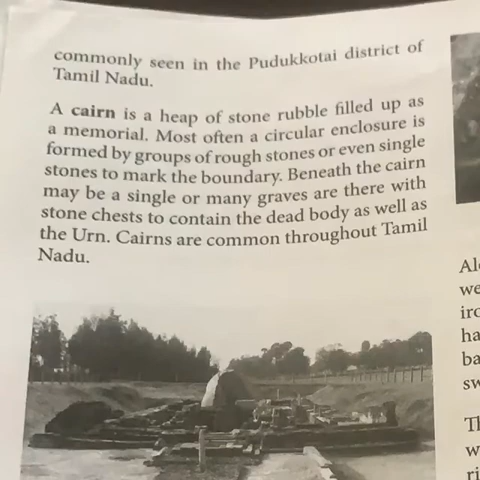 commonly seen in the Pudukkotai district of
Tamil Nadu.
A cairn is a heap of stone rubble filled up as
a memorial. Most often a circular enclosure is
formed by groups of rough stones or even single
stones to mark the boundary. Beneath the cairn
may be a single or many graves are there with
stone chests to contain the dead body as well as
the Urn. Cairns are common throughout Tamil
Nadu.
we